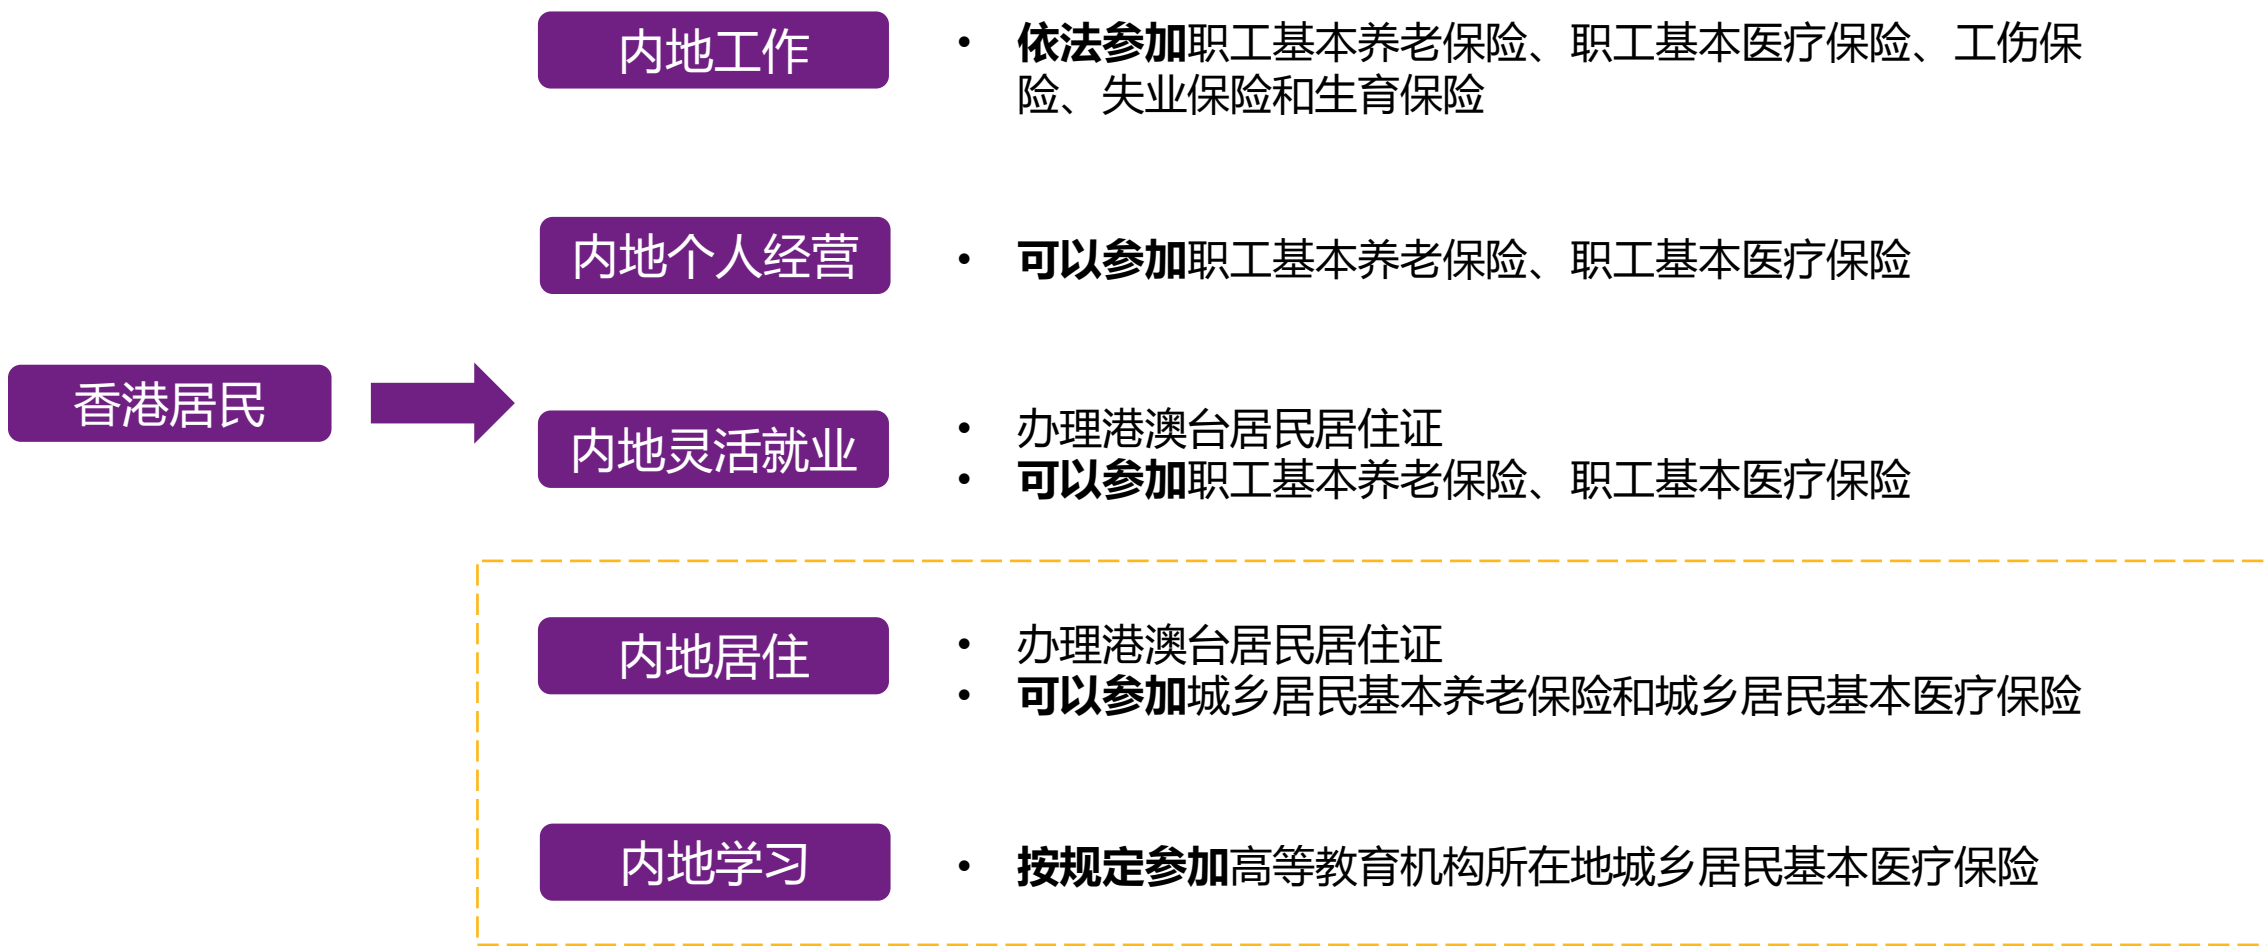 内地工作
• 依法参加职工基本养老保险、职工基本医疗保险、工伤保
险、失业保险和生育保险
内地个人经营
• 可以参加职工基本养老保险、职工基本医疗保险
香港居民
内地灵活就业
• 办理港澳台居民居住证
• 可以参加职工基本养老保险、职工基本医疗保险
内地居住
• 办理港澳台居民居住证
• 可以参加城乡居民基本养老保险和城乡居民基本医疗保险
内地学习
• 按规定参加高等教育机构所在地城乡居民基本医疗保险